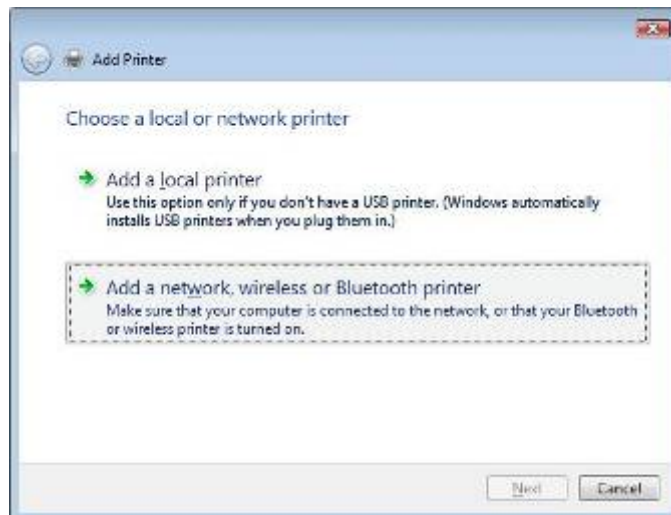 Add Printer
Choose a local or network printer
Add a local printer
Use this option only if you don't have a USB printer. (Windows automatically
installs USB printers when you plug them in.)
Add a network, wireless or Bluetooth printer
Make sure that your computer is connected to the network, or that your Bluetooth
or wireless printer is turned on.
Next
Cancel